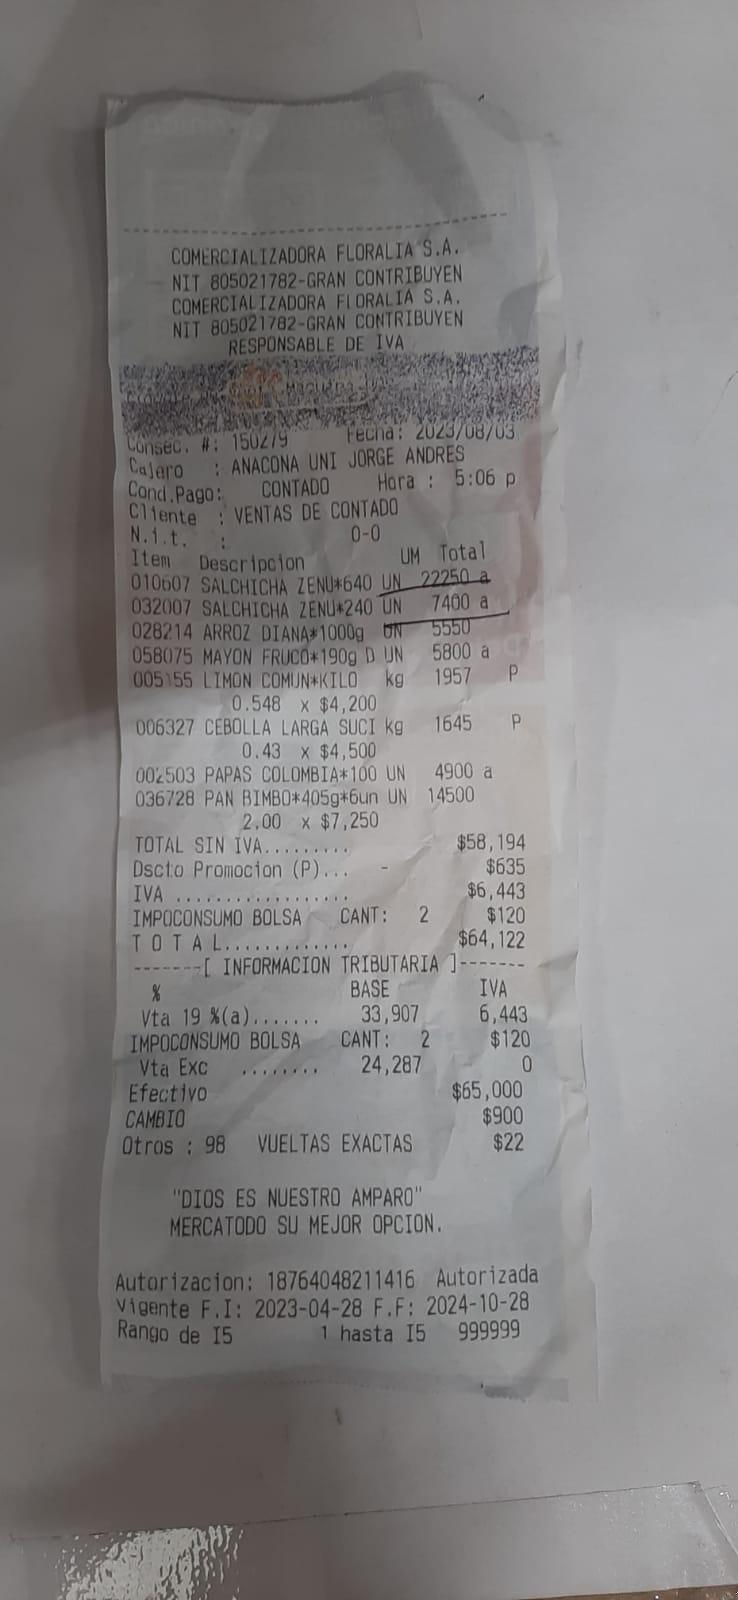 COMERCIALIZADORA FLORALIA S.A.
NIT 805021782-GRAN CONTRIBUYEN
COMERCIALIZADORA FLORALIA S.A.
NIT 805021782-GRAN CONTRIBUYEN
RESPONSABLE DE IVA
Consec. #: 150279 Fecha: 2023/08/03
Cajero : ANACONA UNI JORGE ANDRES
Cond.Pago: CONTADO Hora : 5:06 p
Cliente : VENTAS DE CONTADO
N.i.t. : 0-0
Item Descripcion UM Total
010607 SALCHICHA ZENU*640 UN 22250 a
032007 SALCHICHA ZENU*240 UN 7400 a
028214 ARROZ DIANA*1000g UN 5550
058075 MAYON FRUCO*190g D UN 5800 a
005155 LIMON COMUN*KILO kg 1957 P
0.548 x $4,200
006327 CEBOLLA LARGA SUCI kg 1645 P
0.43 x $4,500
002503 PAPAS COLOMBIA*100 UN 4900 a
036728 PAN BIMBO*405g*6un UN 14500
2.00 x $7,250
TOTAL SIN IVA......... $58,194
Dscto Promocion (P)... - $635
IVA .................. $6,443
IMPOCONSUMO BOLSA CANT: 2 $120
T O T A L............. $64,122
-------[ INFORMACION TRIBUTARIA ]-------
% BASE IVA
Vta 19 %(a)....... 33,907 6,443
IMPOCONSUMO BOLSA CANT: 2 $120
Vta Exc ........ 24,287 0
Efectivo $65,000
CAMBIO $900
Otros : 98 VUELTAS EXACTAS $22
"DIOS ES NUESTRO AMPARO"
MERCATODO SU MEJOR OPCION.
Autorizacion: 18764048211416 Autorizada
Vigente F.I: 2023-04-28 F.F: 2024-10-28
Rango de I5 1 hasta I5 999999